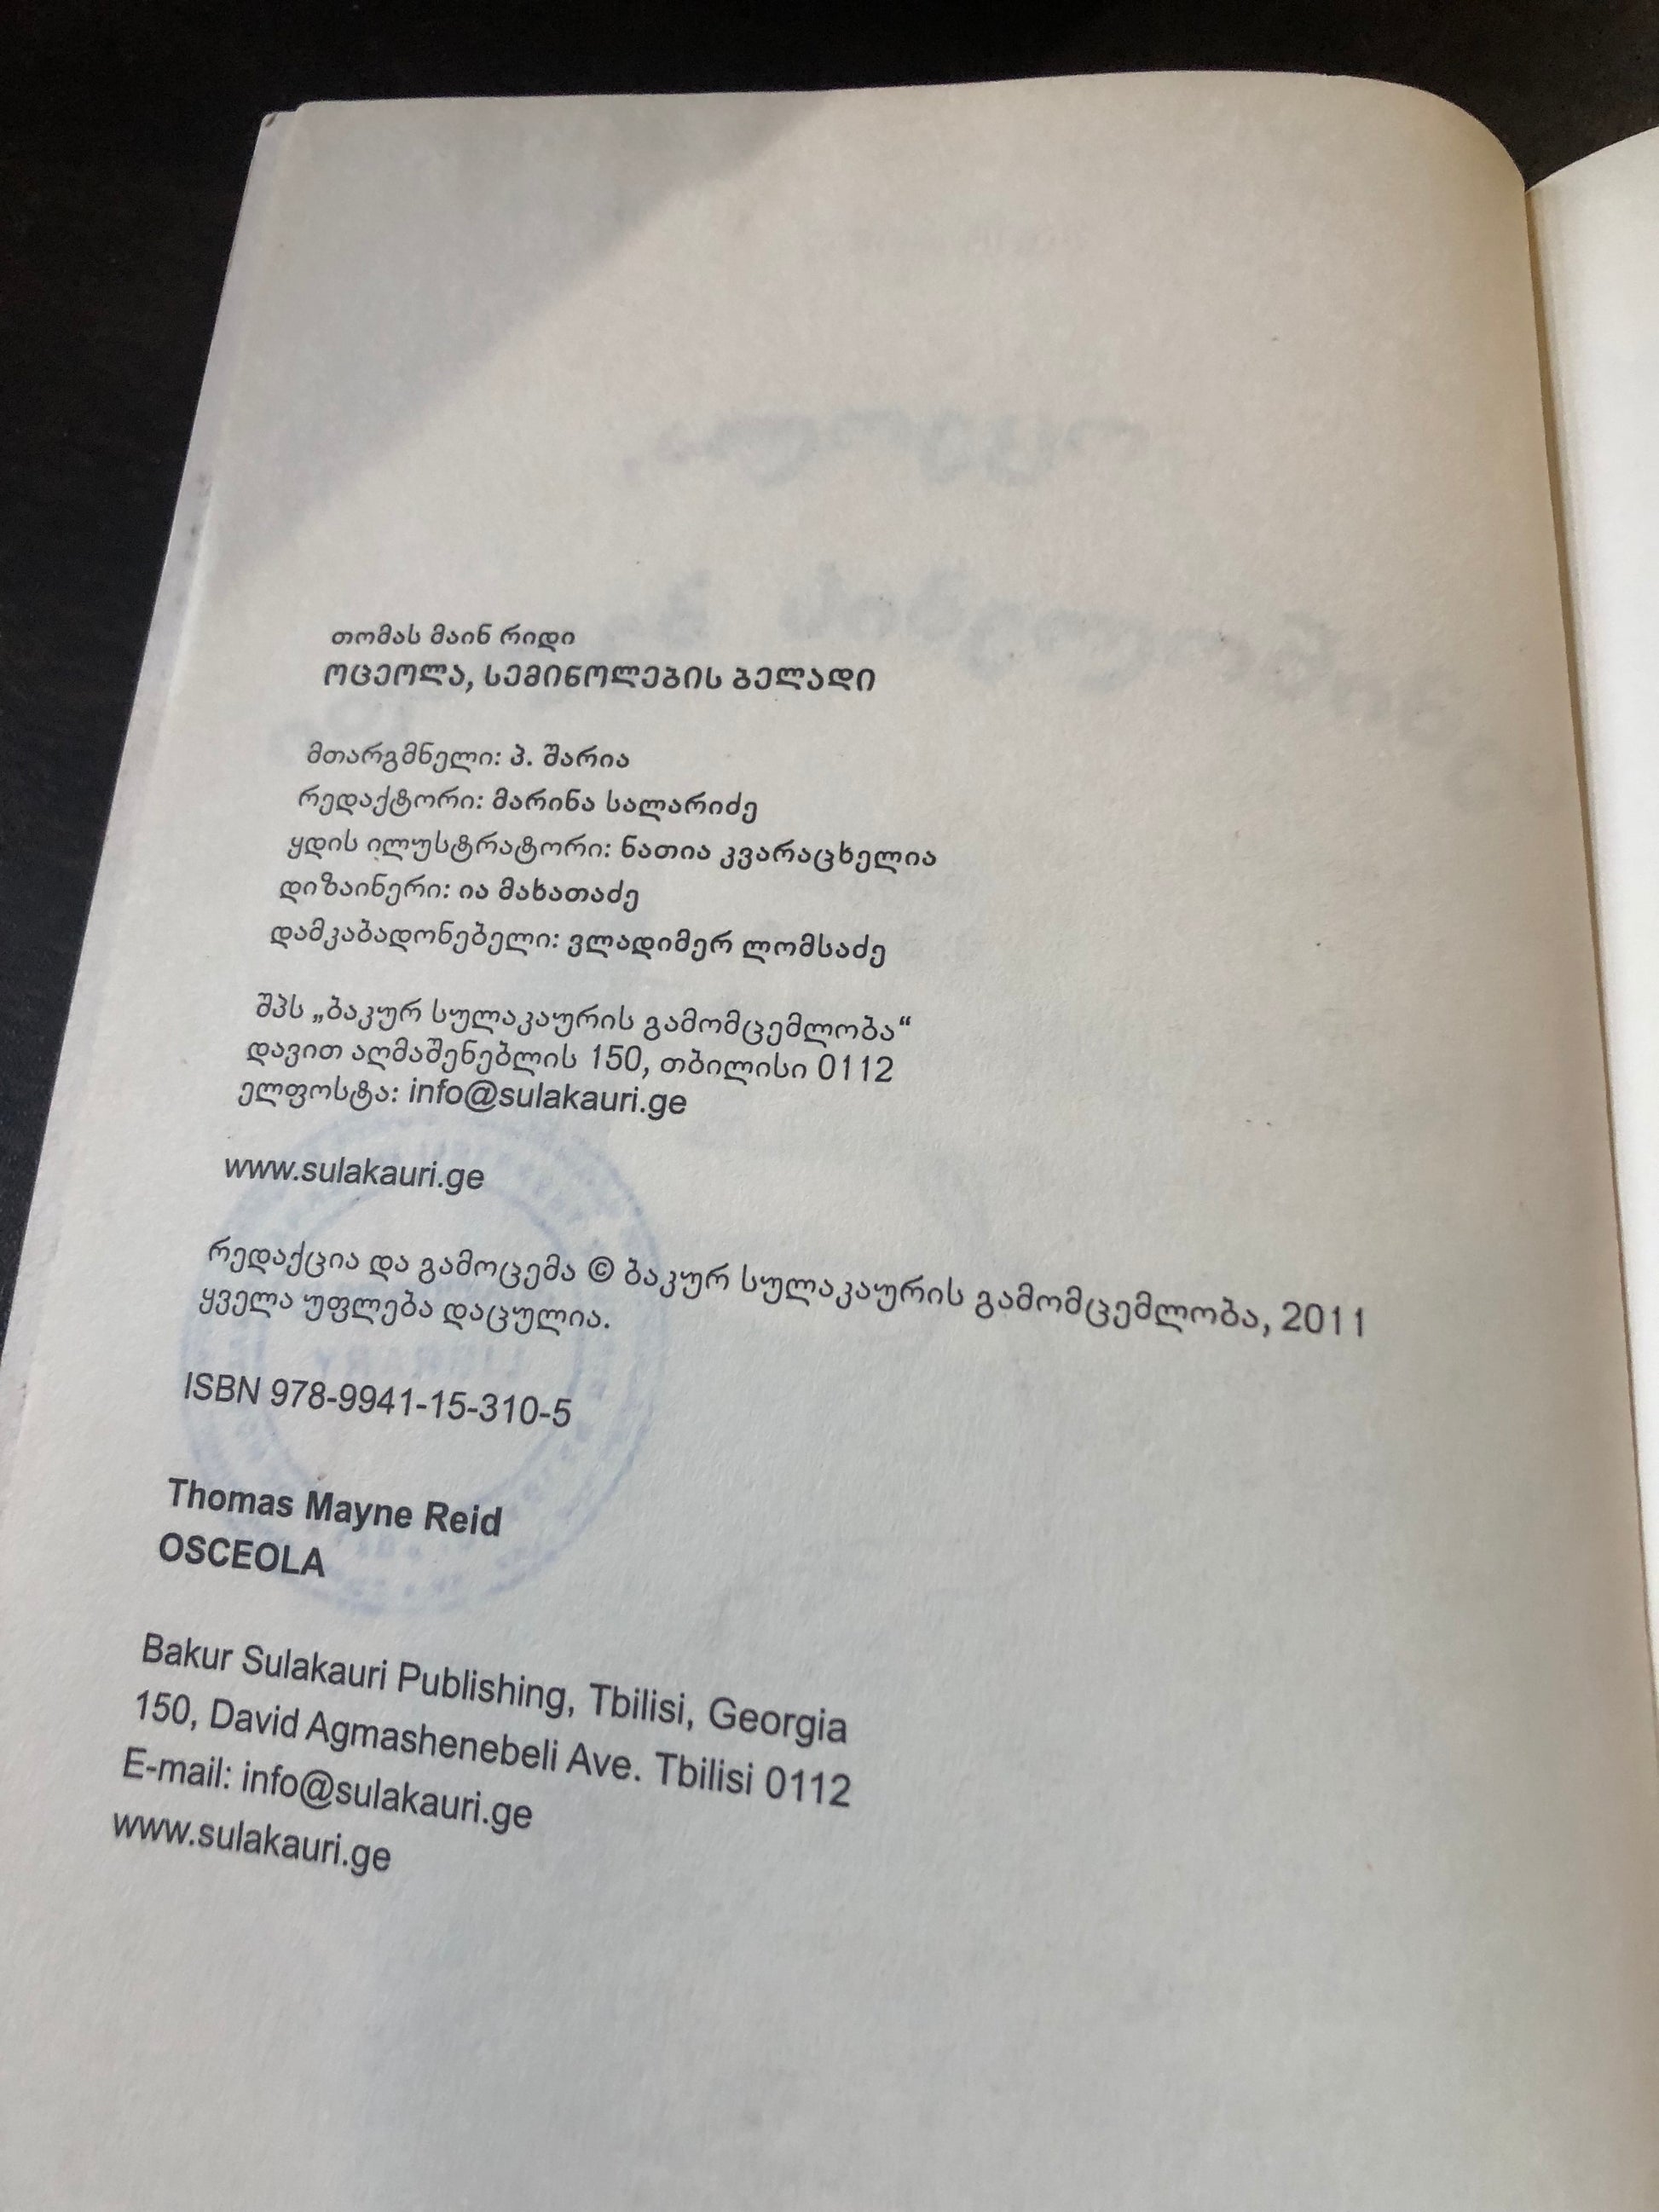 თომას მაინ რიდი
ოცეოლა, სემინოლების ბელადი
მთარგმნელი: პ. შარია
რედაქტორი: მარინა სალარიძე
ყდის ილუსტრატორი: ნათია კვარაცხელია
დიზაინერი: ია მახათაძე
დამკაბადონებელი: ვლადიმერ ლომსაძე
შპს „ბაკურ სულაკაურის გამომცემლობა“
დავით აღმაშენებლის 150, თბილისი 0112
ელფოსტა: info@sulakauri.ge
www.sulakauri.ge
რედაქცია და გამოცემა © ბაკურ სულაკაურის გამომცემლობა, 2011
ყველა უფლება დაცულია.
ISBN 978-9941-15-310-5
Thomas Mayne Reid
OSCEOLA
Bakur Sulakauri Publishing, Tbilisi, Georgia
150, David Agmashenebeli Ave. Tbilisi 0112
E-mail: info@sulakauri.ge
www.sulakauri.ge